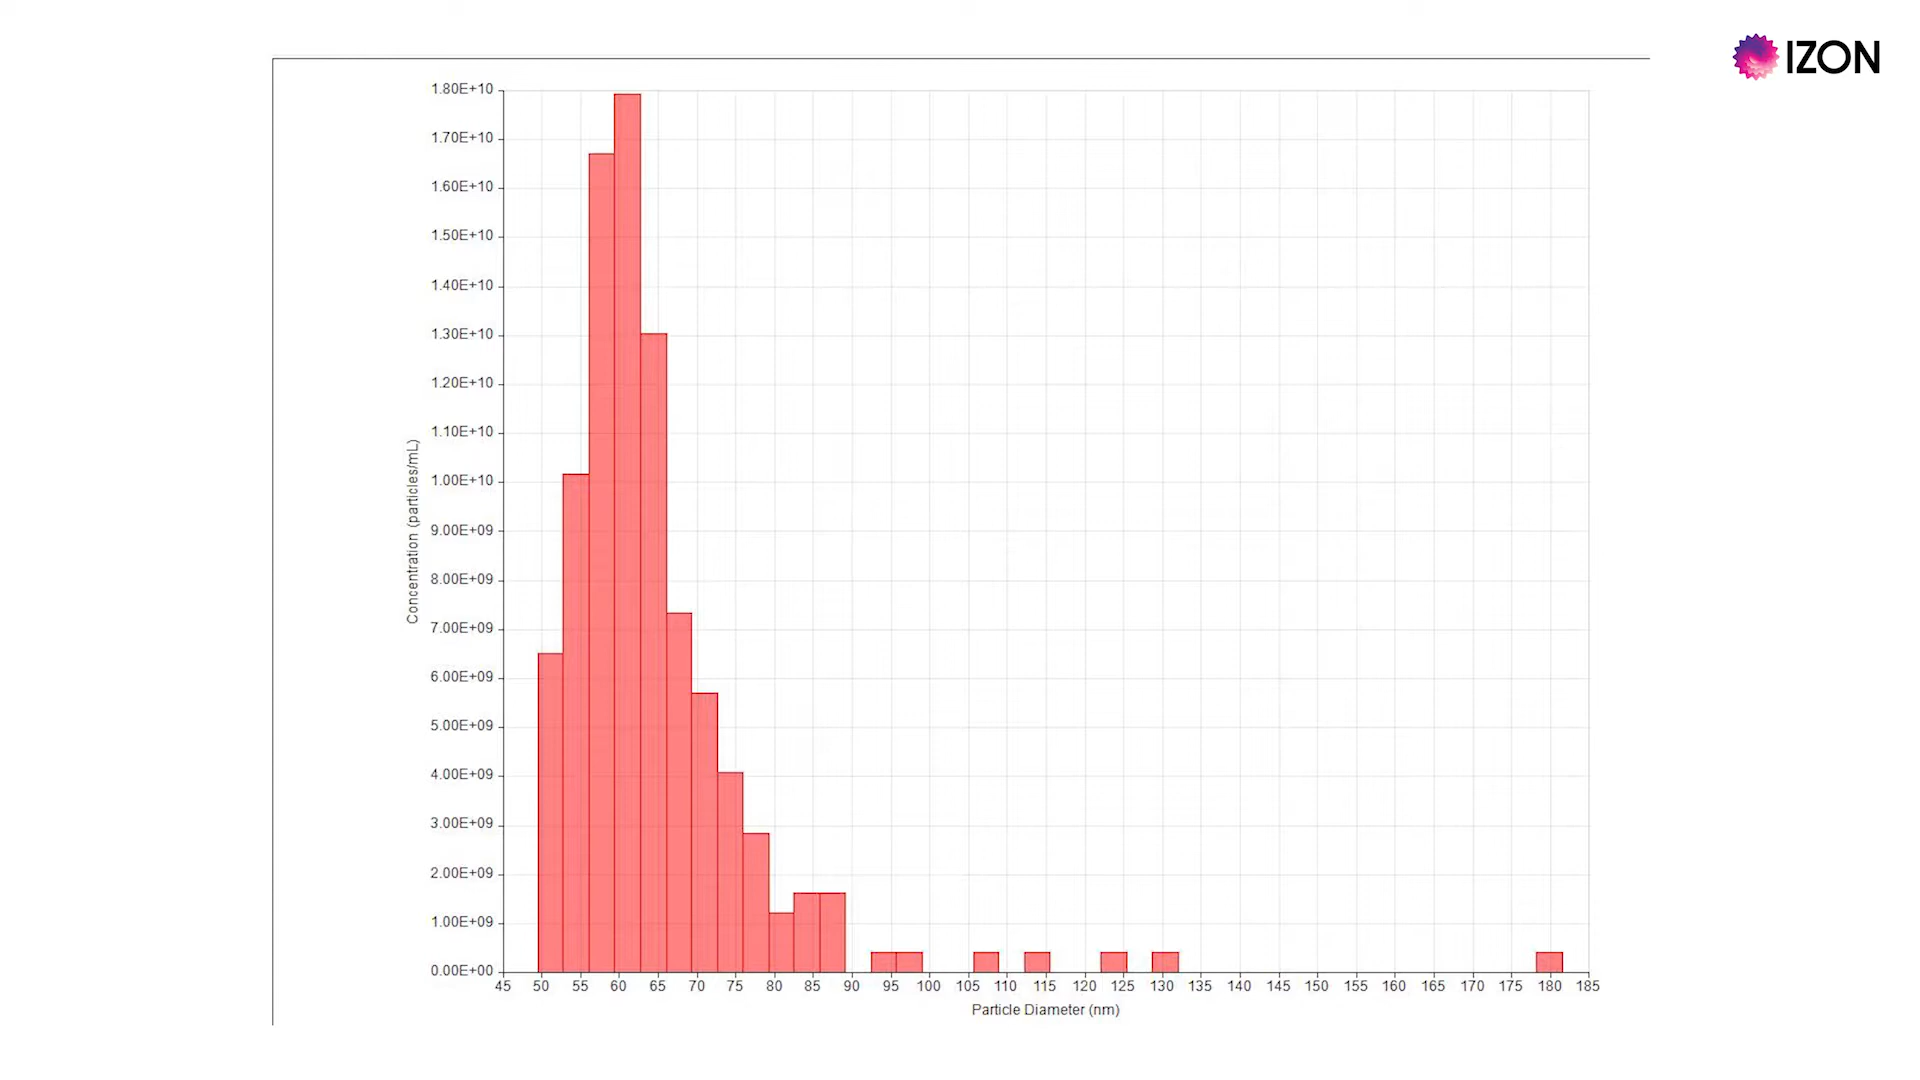 IZON
1.80E+10
1.70E+10
1.60E+10
1.50E+10
1.40E+10
1.30E+10
1.20E+10
1.10E+10
1.00E+10
9.00E+09
8.00E+09
7.00E+09
6.00E+09
5.00E+09
4.00E+09
3.00E+09
2.00E+09
1.00E+09
0.00E+00
Concentration (particles/mL)
45 50 55 60 65 70 75 80 85 90 95 100 105 110 115 120 125 130 135 140 145 150 155 160 165 170 175 180 185
Particle Diameter (nm)